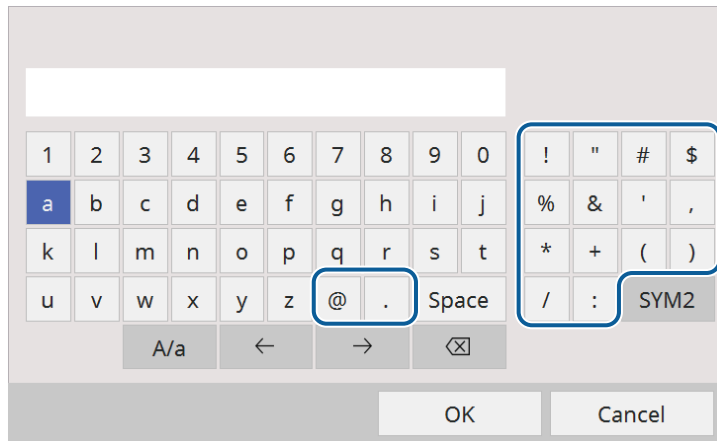 1 2 3 4 5 6 7 8 9 0 ! " # $
a b c d e f g h i j % & ' ,
k l m n o p q r s t * + ( )
u v w x y z @ . Space / : SYM2
A/a ← → ⌫
OK Cancel